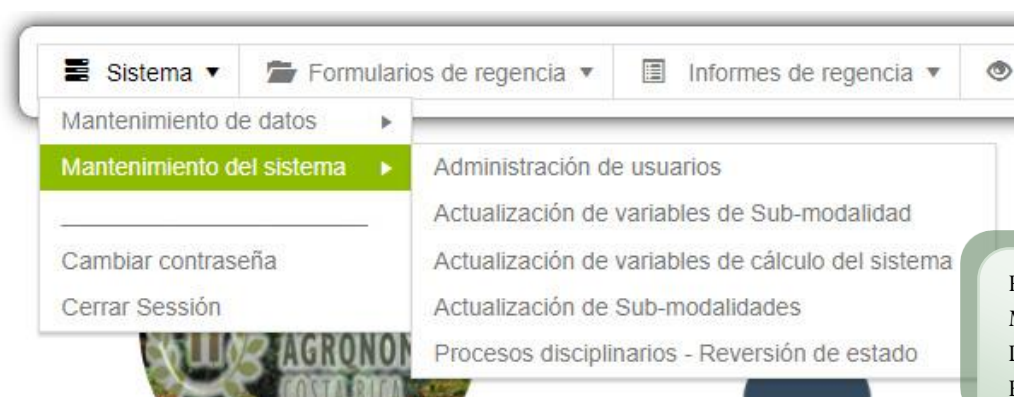 Sistema ▼ Formularios de regencia ▼ Informes de regencia ▼
Mantenimiento de datos
Mantenimiento del sistema
Cambiar contraseña
Cerrar Sessión
Administración de usuarios
Actualización de variables de Sub-modalidad
Actualización de variables de cálculo del sistema
Actualización de Sub-modalidades
Procesos disciplinarios - Reversión de estado
COSTA RICA